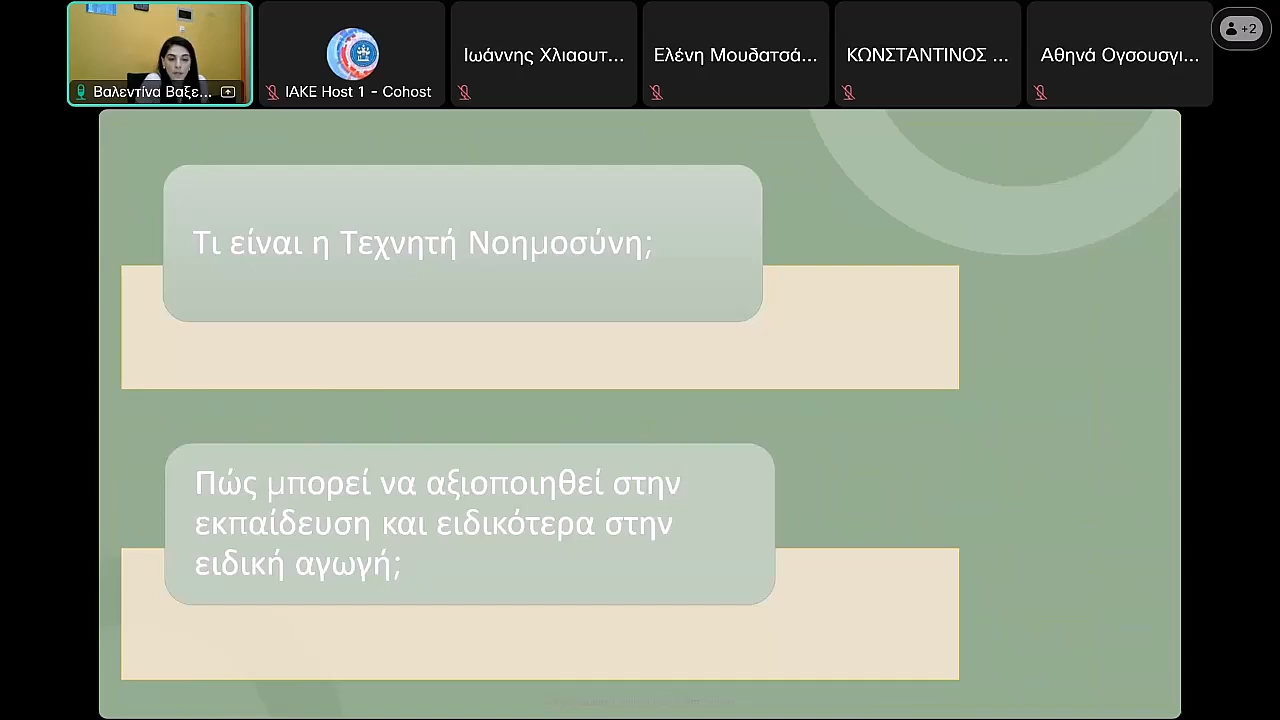 Βαλεντίνα Βαξε...
IAKE Host 1 - Cohost
Ιωάννης Χλιαουτ...
Ελένη Μουδατσά...
ΚΩΝΣΤΑΝΤΙΝΟΣ ...
Αθηνά Ογσουσγι...
+2
Τι είναι η Τεχνητή Νοημοσύνη;
Πώς μπορεί να αξιοποιηθεί στην
εκπαίδευση και ειδικότερα στην
ειδική αγωγή;